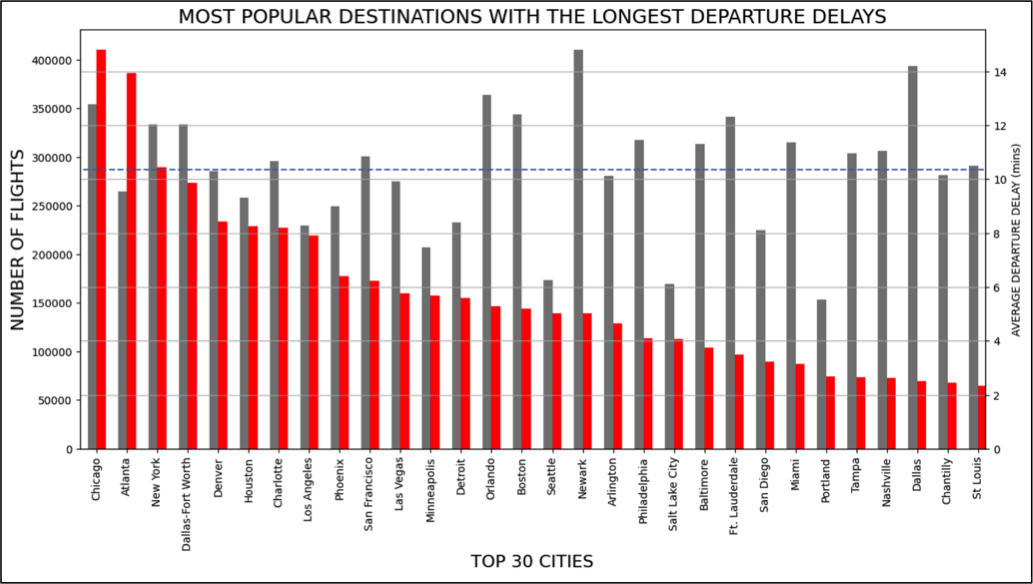 MOST POPULAR DESTINATIONS WITH THE LONGEST DEPARTURE DELAYS
NUMBER OF FLIGHTS
400000
350000
300000
250000
200000
150000
100000
50000
0
14
12
10
8
6
4
2
0
AVERAGE DEPARTURE DELAY (mins)
Chicago
Atlanta
New York
Dallas-Fort Worth
Denver
Houston
Charlotte
Los Angeles
Phoenix
San Francisco
Las Vegas
Minneapolis
Detroit
Orlando
Boston
Seattle
Newark
Arlington
Philadelphia
Salt Lake City
Baltimore
Ft. Lauderdale
San Diego
Miami
Portland
Tampa
Nashville
Dallas
Chantilly
St Louis
TOP 30 CITIES